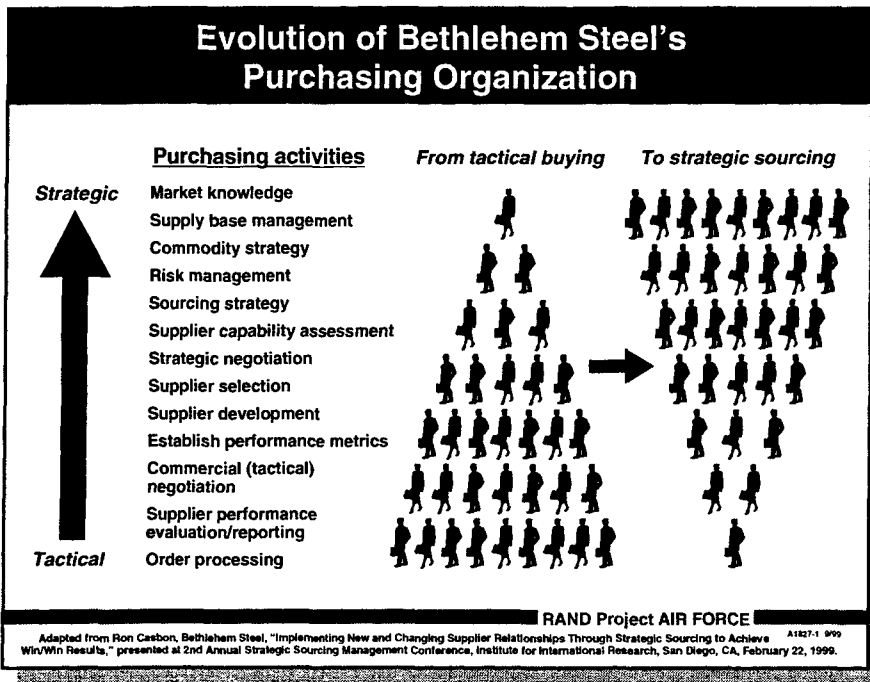 Evolution of Bethlehem Steel's
Purchasing Organization
Purchasing activities
From tactical buying
To strategic sourcing
Strategic
Market knowledge
Supply base management
Commodity strategy
Risk management
Sourcing strategy
Supplier capability assessment
Strategic negotiation
Supplier selection
Supplier development
Establish performance metrics
Commercial (tactical)
negotiation
Supplier performance
evaluation/reporting
Tactical
Order processing
RAND Project AIR FORCE
A1827-1 9/99
Adapted from Ron Casbon, Bethlehem Steel, "Implementing New and Changing Supplier Relationships Through Strategic Sourcing to Achieve
Win/Win Results," presented at 2nd Annual Strategic Sourcing Management Conference, Institute for International Research, San Diego, CA, February 22, 1999.